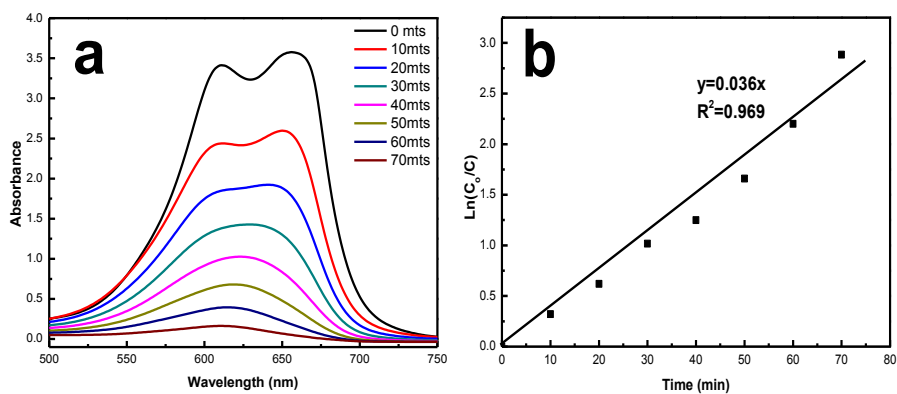 a
4.0
3.5
3.0
2.5
2.0
1.5
1.0
0.5
0.0
Absorbance
500 550 600 650 700 750
Wavelength (nm)
0 mts
10mts
20mts
30mts
40mts
50mts
60mts
70mts
b
3.0
2.5
2.0
1.5
1.0
0.5
0.0
Ln(C₀/C)
y=0.036x
R²=0.969
0 10 20 30 40 50 60 70 80
Time (min)